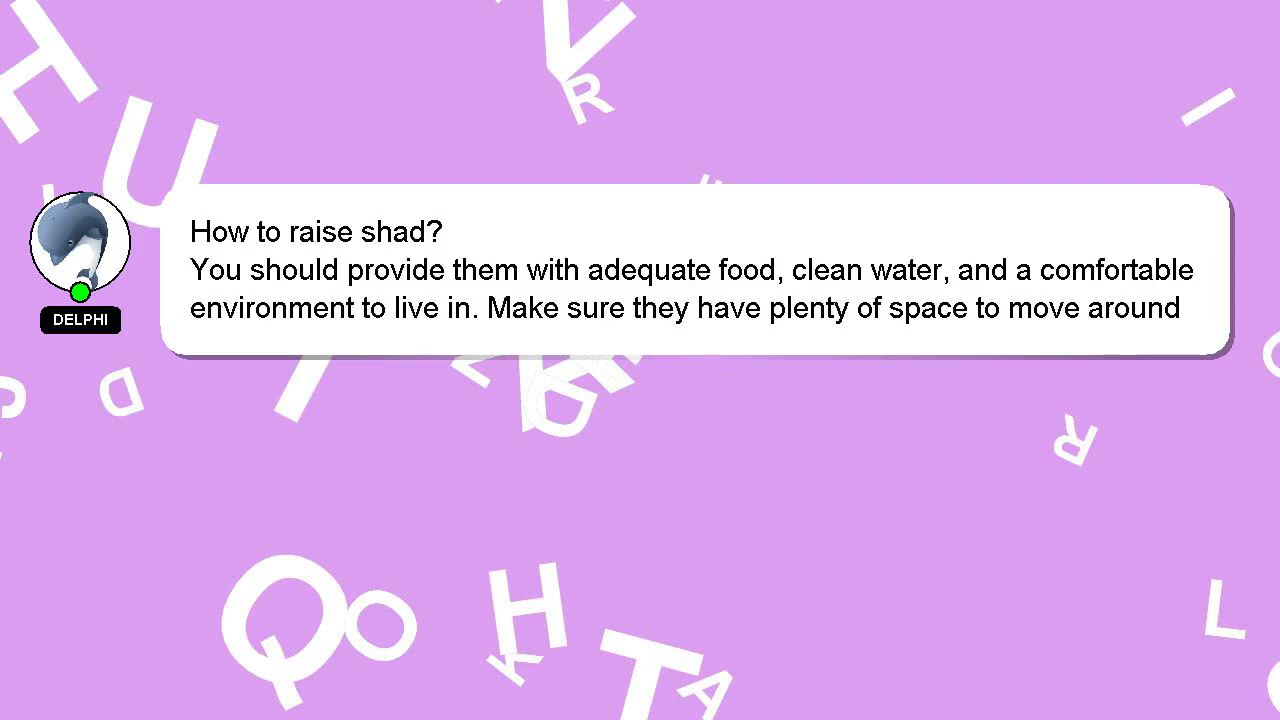 How to raise shad?
You should provide them with adequate food, clean water, and a comfortable
environment to live in. Make sure they have plenty of space to move around
DELPHI
H
U
V
R
I
D
R
Q
O
H
K
T
A
L